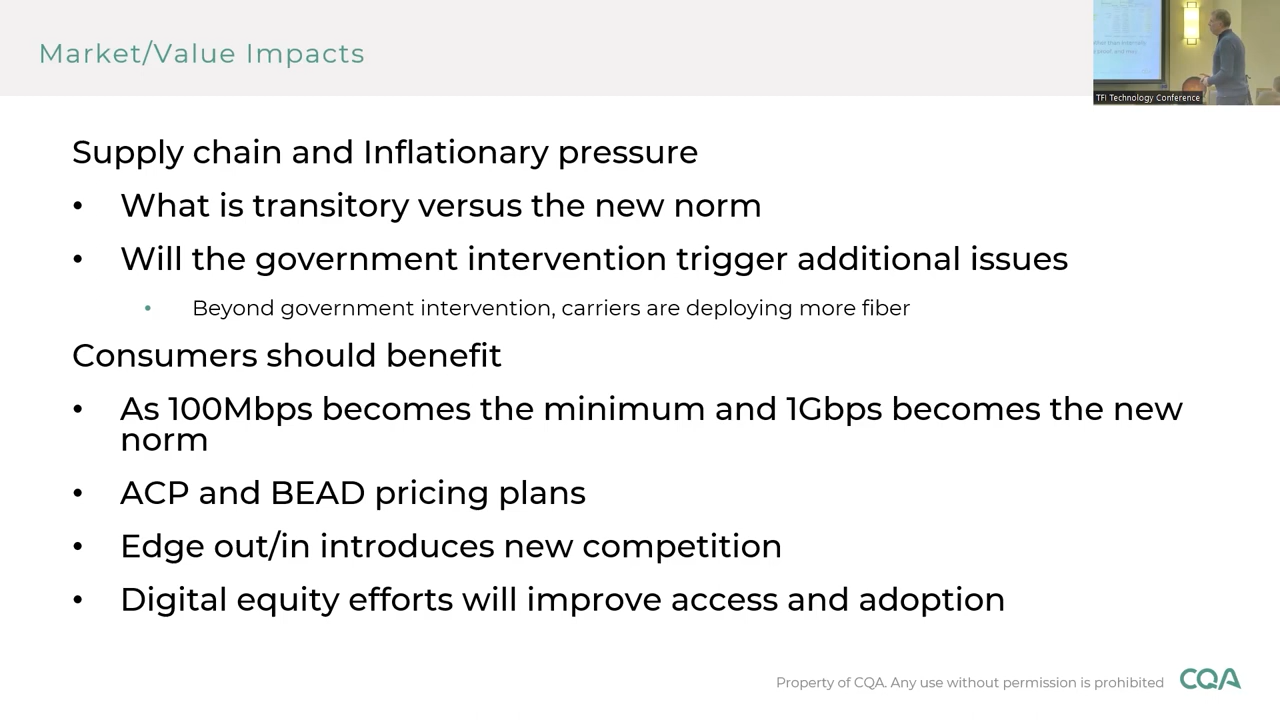 Market/Value Impacts
TFI Technology Conference
Supply chain and Inflationary pressure
• What is transitory versus the new norm
• Will the government intervention trigger additional issues
• Beyond government intervention, carriers are deploying more fiber
Consumers should benefit
• As 100Mbps becomes the minimum and 1Gbps becomes the new
norm
• ACP and BEAD pricing plans
• Edge out/in introduces new competition
• Digital equity efforts will improve access and adoption
Property of CQA. Any use without permission is prohibited
CQA